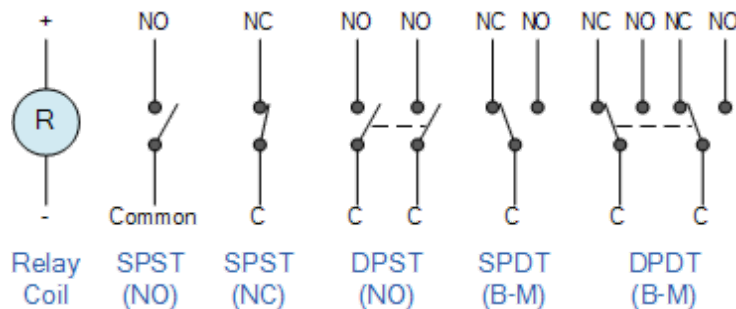 + NO NC NO NO NC NO NC NO NC NO
R
- Common C C C C C C
Relay SPST SPST DPST SPDT DPDT
Coil (NO) (NC) (NO) (B-M) (B-M)